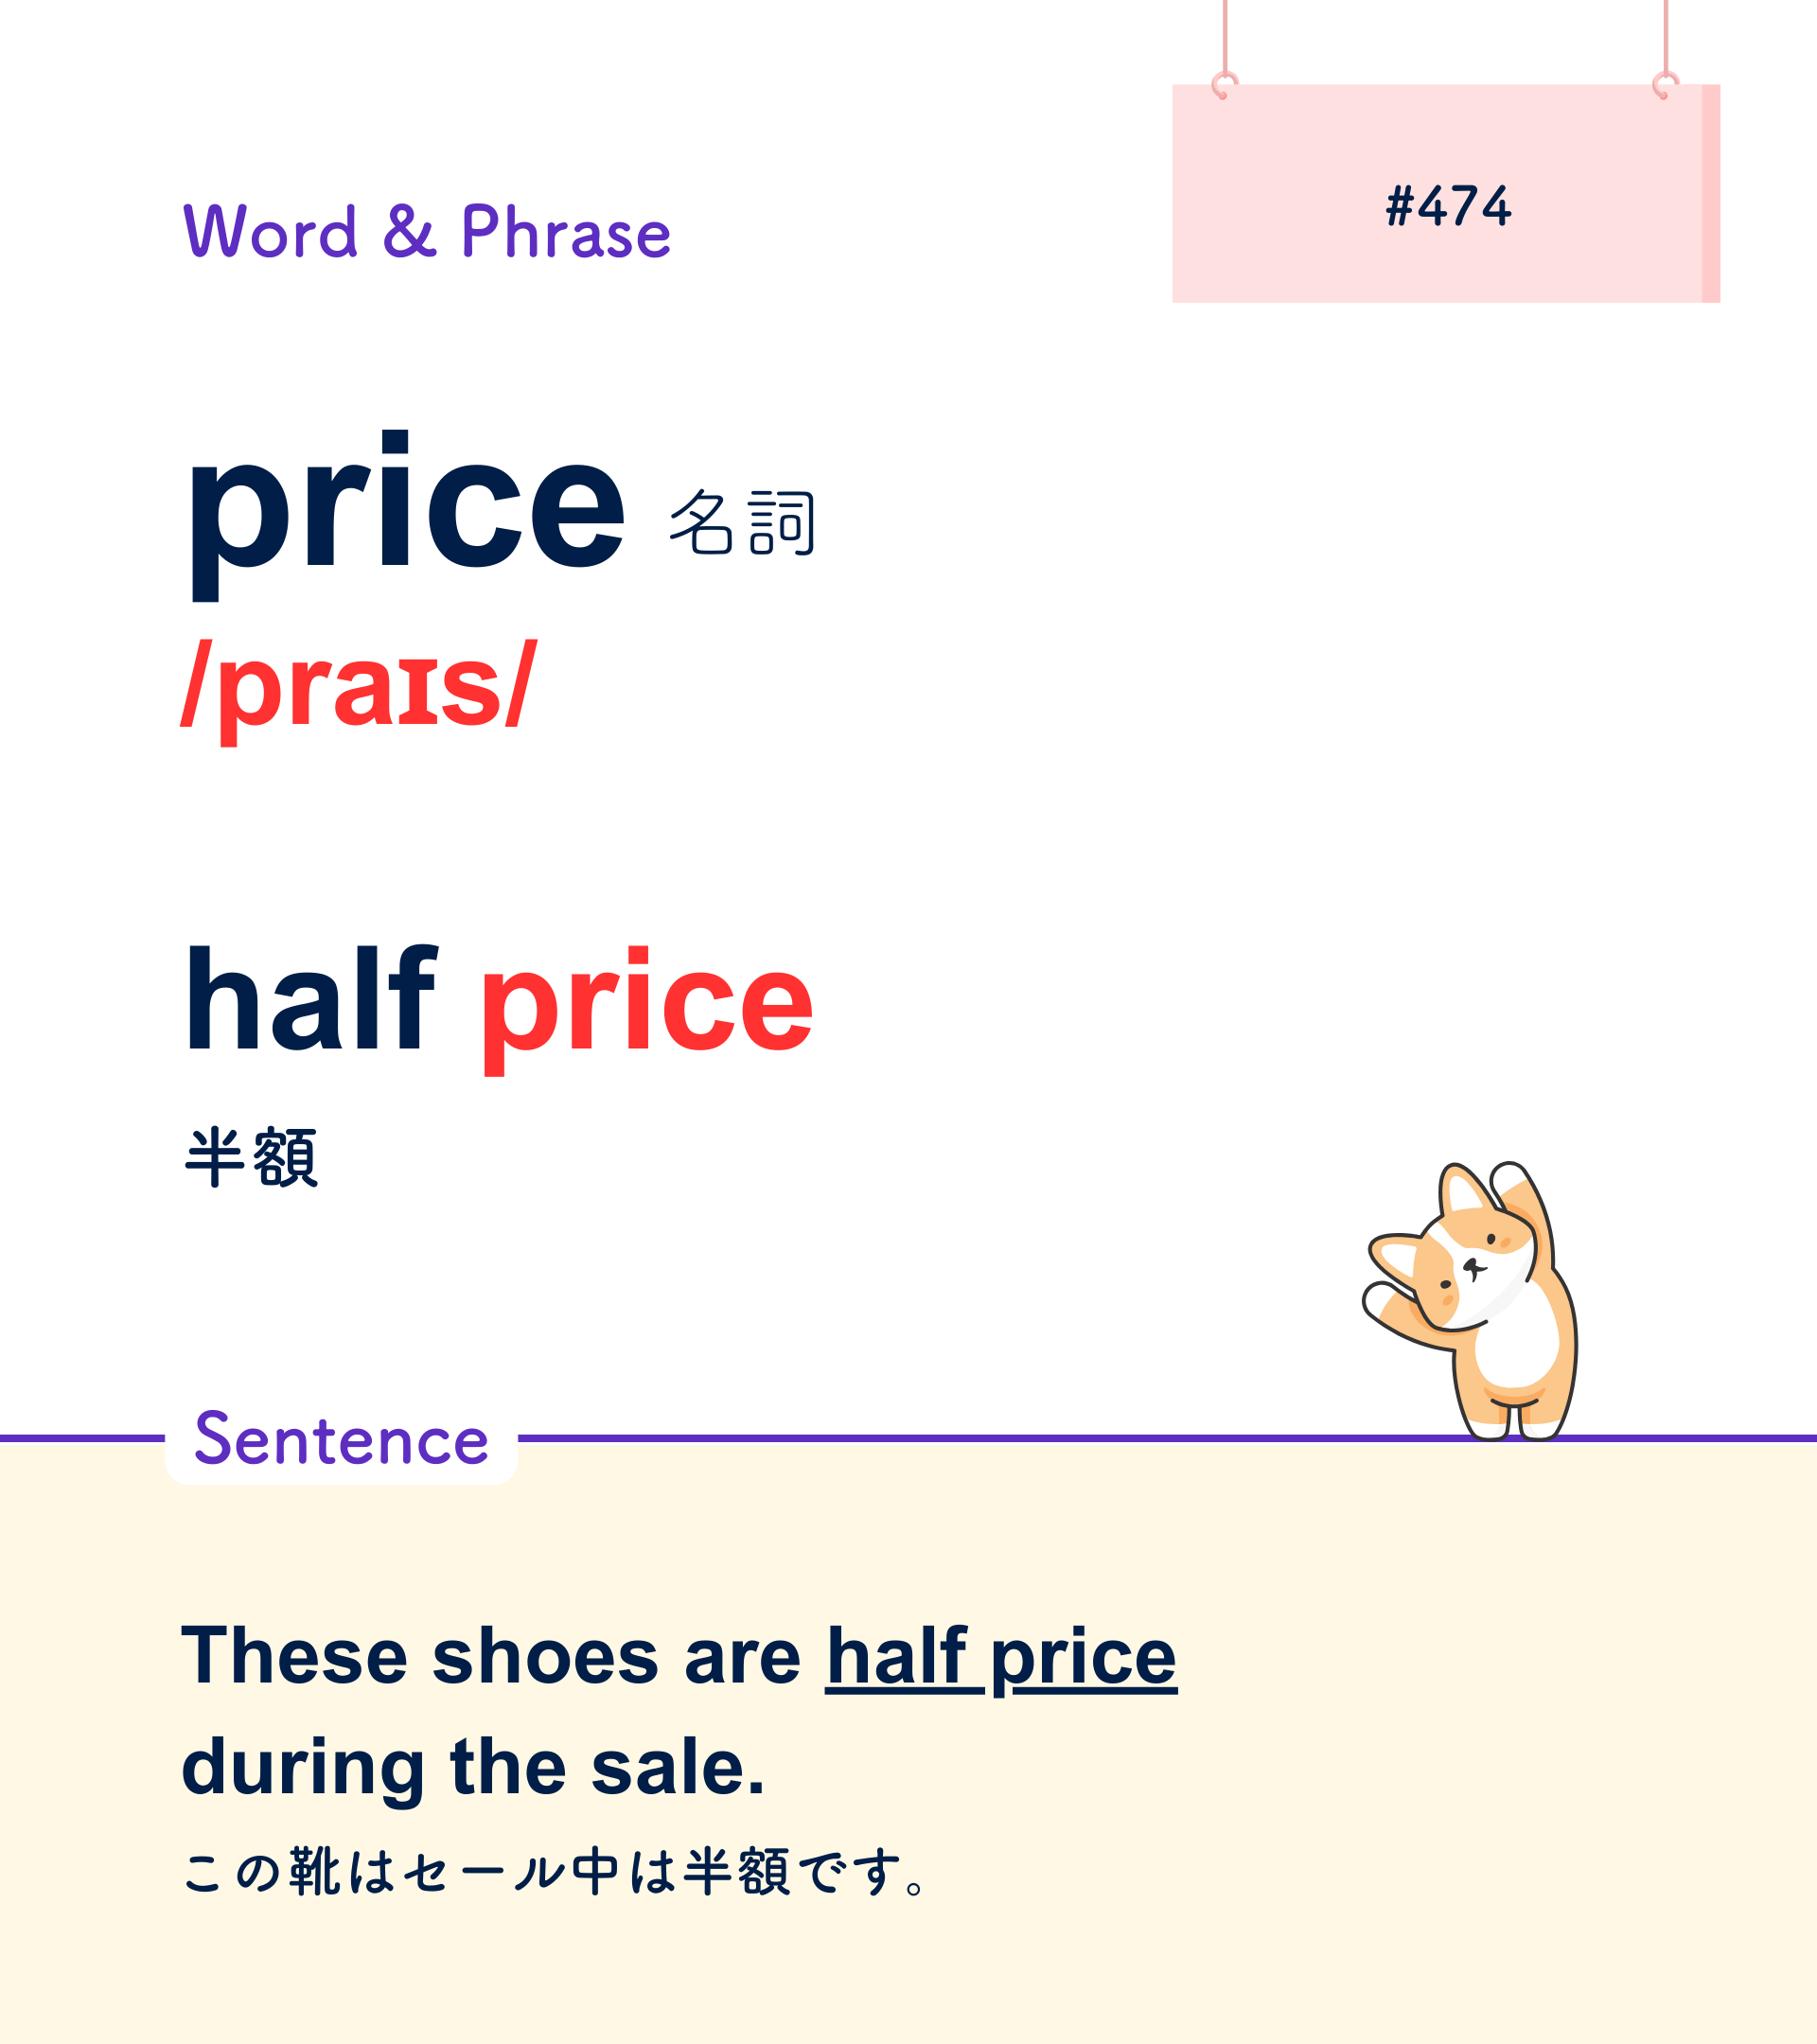 #474
Word & Phrase
price 名詞
/praɪs/
half price
半額
Sentence
These shoes are half price
during the sale.
この靴はセール中は半額です。